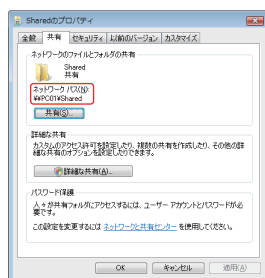 Sharedのプロパティ
全般 共有 セキュリティ 以前のバージョン カスタマイズ
ネットワークのファイルとフォルダの共有
Shared
共有
ネットワーク パス(N):
¥¥PC01¥Shared
共有(S)...
詳細な共有
カスタムのアクセス許可を設定したり、複数の共有を作成したり、その他の詳
細な共有のオプションを設定したりできます。
詳細な共有(A)...
パスワード保護
人々が共有フォルダにアクセスするには、ユーザー アカウントとパスワードが必
要です。
この設定を変更するには ネットワークと共有センター を使用してください。
OK キャンセル 適用(A)